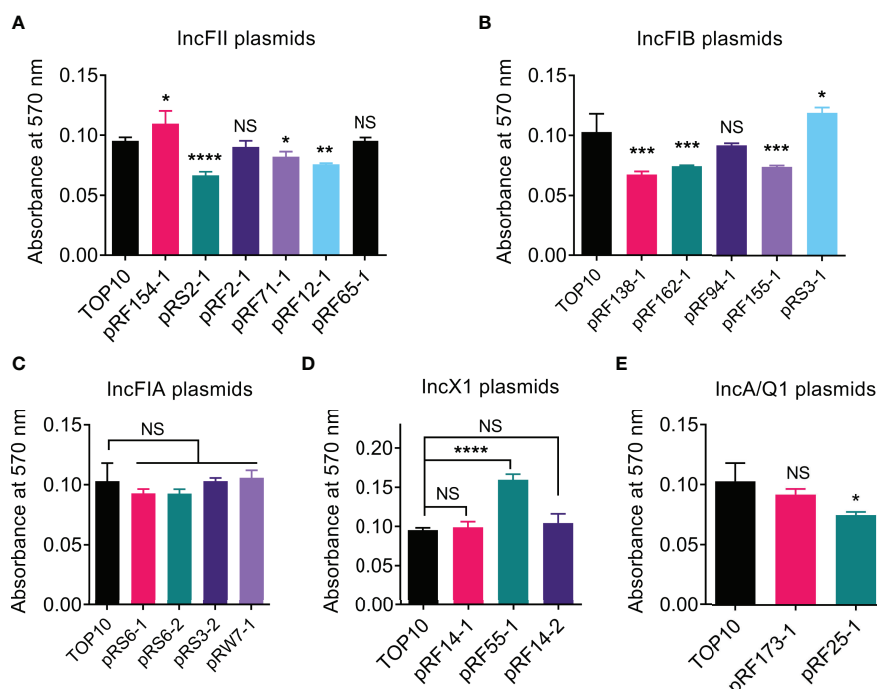 A
IncFII plasmids
Absorbance at 570 nm
0.15
0.10
0.05
0.00
*
****
NS
*
**
NS
TOP10
pRF154-1
pRS2-1
pRF2-1
pRF71-1
pRF12-1
pRF65-1
B
IncFIB plasmids
Absorbance at 570 nm
0.15
0.10
0.05
0.00
***
***
NS
***
*
TOP10
pRF138-1
pRF162-1
pRF94-1
pRF155-1
pRS3-1
C
IncFIA plasmids
Absorbance at 570 nm
0.15
0.10
0.05
0.00
NS
TOP10
pRS6-1
pRS6-2
pRS3-2
pRW7-1
D
IncX1 plasmids
Absorbance at 570 nm
0.20
0.15
0.10
0.05
0.00
NS
****
NS
TOP10
pRF14-1
pRF55-1
pRF14-2
E
IncA/Q1 plasmids
Absorbance at 570 nm
0.15
0.10
0.05
0.00
NS
*
TOP10
pRF173-1
pRF25-1